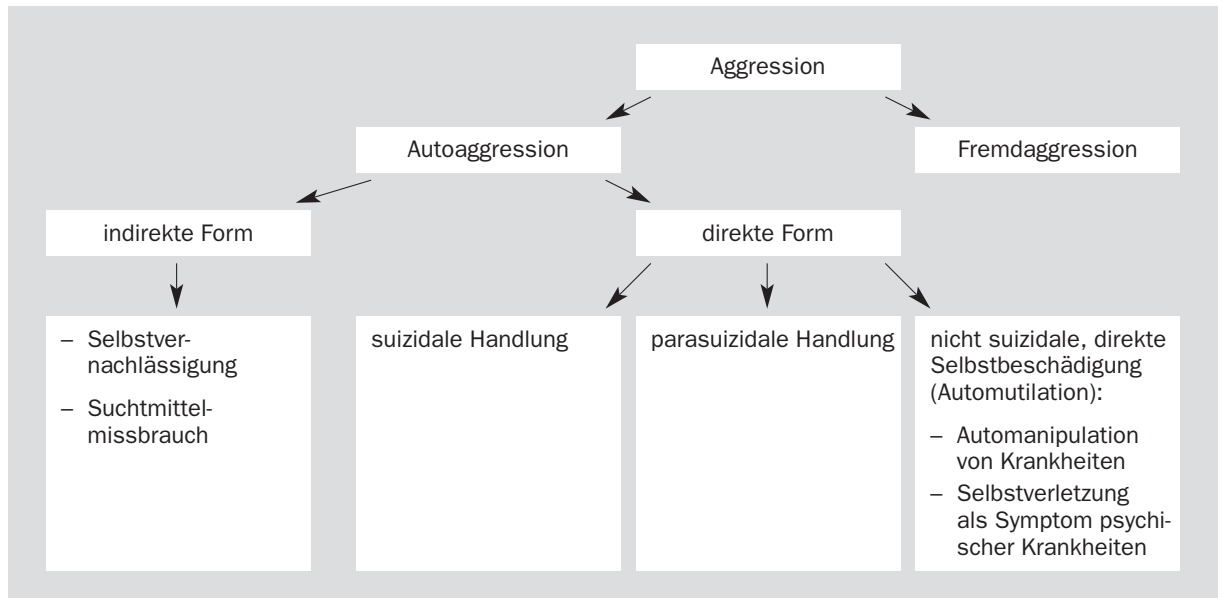 Aggression
Autoaggression
Fremdaggression
indirekte Form
direkte Form
– Selbstver-
nachlässigung
– Suchtmittel-
missbrauch
suizidale Handlung
parasuizidale Handlung
nicht suizidale, direkte
Selbstbeschädigung
(Automutilation):
– Automanipulation
von Krankheiten
– Selbstverletzung
als Symptom psychi-
scher Krankheiten